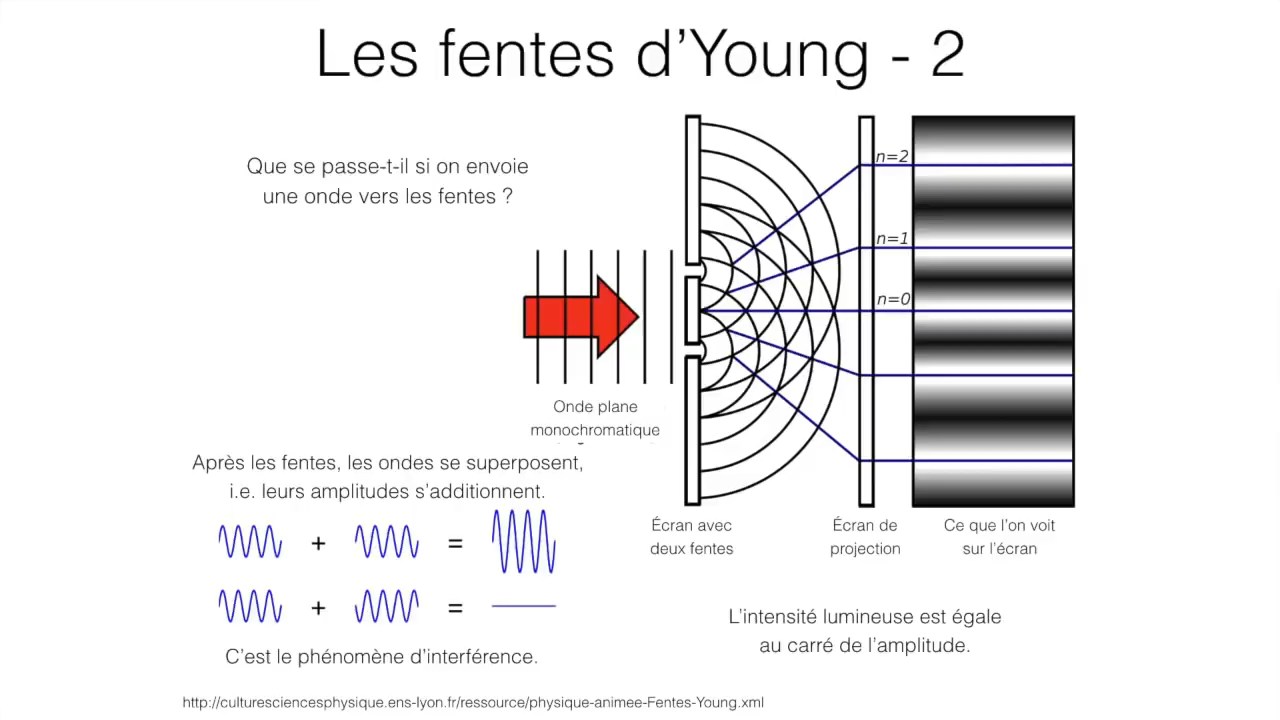 Les fentes d’Young - 2
Que se passe-t-il si on envoie
une onde vers les fentes ?
n=2
n=1
n=0
Onde plane
monochromatique
Après les fentes, les ondes se superposent,
i.e. leurs amplitudes s'additionnent.
+ =
+ =
C’est le phénomène d’interférence.
Écran avec
deux fentes
Écran de
projection
Ce que l’on voit
sur l’écran
L’intensité lumineuse est égale
au carré de l’amplitude.
http://culturesciencesphysique.ens-lyon.fr/ressource/physique-animee-Fentes-Young.xml